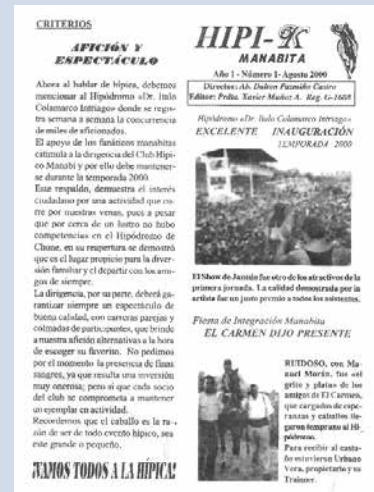 CRITERIOS
AFICIÓN Y
ESPECTÁCULO
Ahora al hablar de hípica, debemos
mencionar al Hipódromo «Dr. Italo
Colamarco Intriago» donde se regis-
tra semana a semana la concurrencia
de miles de aficionados.
El apoyo de los fanáticos manabitas
estimula a la dirigencia del Club Hípi-
co Manabí y por ello debe mantener-
se durante la temporada 2000.
Este respaldo, demuestra el interés
ciudadano por una actividad que co-
rre por nuestras venas, pues a pesar
que por cerca de un lustro no hubo
competencias en el Hipódromo de
Chone, en su reapertura se demostró
que es el lugar propicio para la diver-
sión familiar y el departir con los ami-
gos de siempre.
La dirigencia, por su parte, deberá ga-
rantizar siempre un espectáculo de
buena calidad, con carreras parejas y
colmadas de participantes, que brinde
a nuestra afición alternativas a la hora
de escoger su favorito. No pedimos
por el momento la presencia de finas
sangres, ya que resulta una inversión
muy onerosa; pero sí que cada socio
del club se comprometa a mantener
un ejemplar en actividad.
Recordemos que el caballo es la ra-
zón de ser de todo evento hípico, sea
este grande o pequeño.
¡VAMOS TODOS A LA HÍPICA!
HIPI-K
MANABITA
Año 1 - Número 1- Agosto 2000
Director: Ab. Dalton Pazmiño Castro
Editor: Prdta. Xavier Muñoz A. Reg. G-1608
Hipódromo «Dr. Italo Colamarco Intriago»
EXCELENTE INAUGURACIÓN
TEMPORADA 2000
El Show de Jazmín fue otro de los atractivos de la
primera jornada. La calidad demostrada por la
artista fue un justo premio a todos los asistentes.
Fiesta de Integración Manabita
EL CARMEN DIJO PRESENTE
RUIDOSO, con Ma-
nuel Morán, fue «el
grito y plata» de los
amigos de El Carmen,
que cargados de espe-
ranzas y caballos lle-
garon temprano al Hi-
pódromo.
Para recibir al casta-
ño estuvieron Urbano
Vera, propietario y su
Trainer.